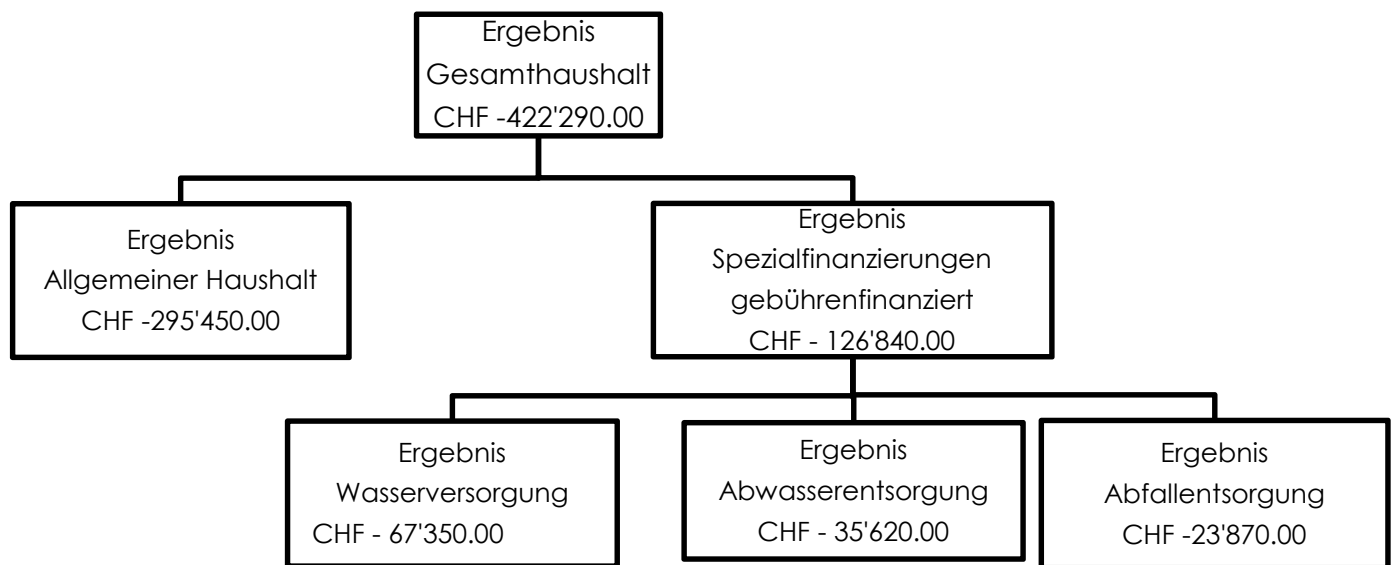 Ergebnis
Gesamthaushalt
CHF -422'290.00
Ergebnis
Allgemeiner Haushalt
CHF -295'450.00
Ergebnis
Spezialfinanzierungen
gebührenfinanziert
CHF - 126'840.00
Ergebnis
Wasserversorgung
CHF - 67'350.00
Ergebnis
Abwasserentsorgung
CHF - 35'620.00
Ergebnis
Abfallentsorgung
CHF -23'870.00